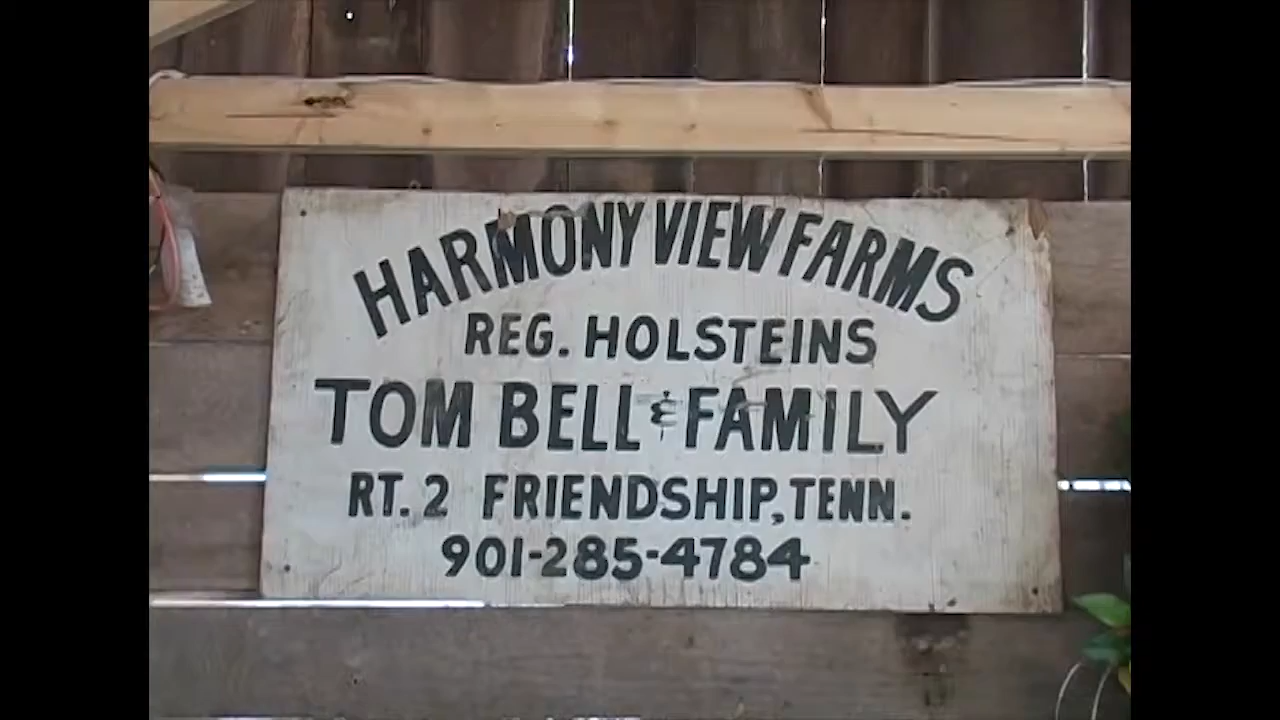 HARMONY VIEW FARMS
REG. HOLSTEINS
TOM BELL & FAMILY
RT. 2 FRIENDSHIP, TENN.
901-285-4784